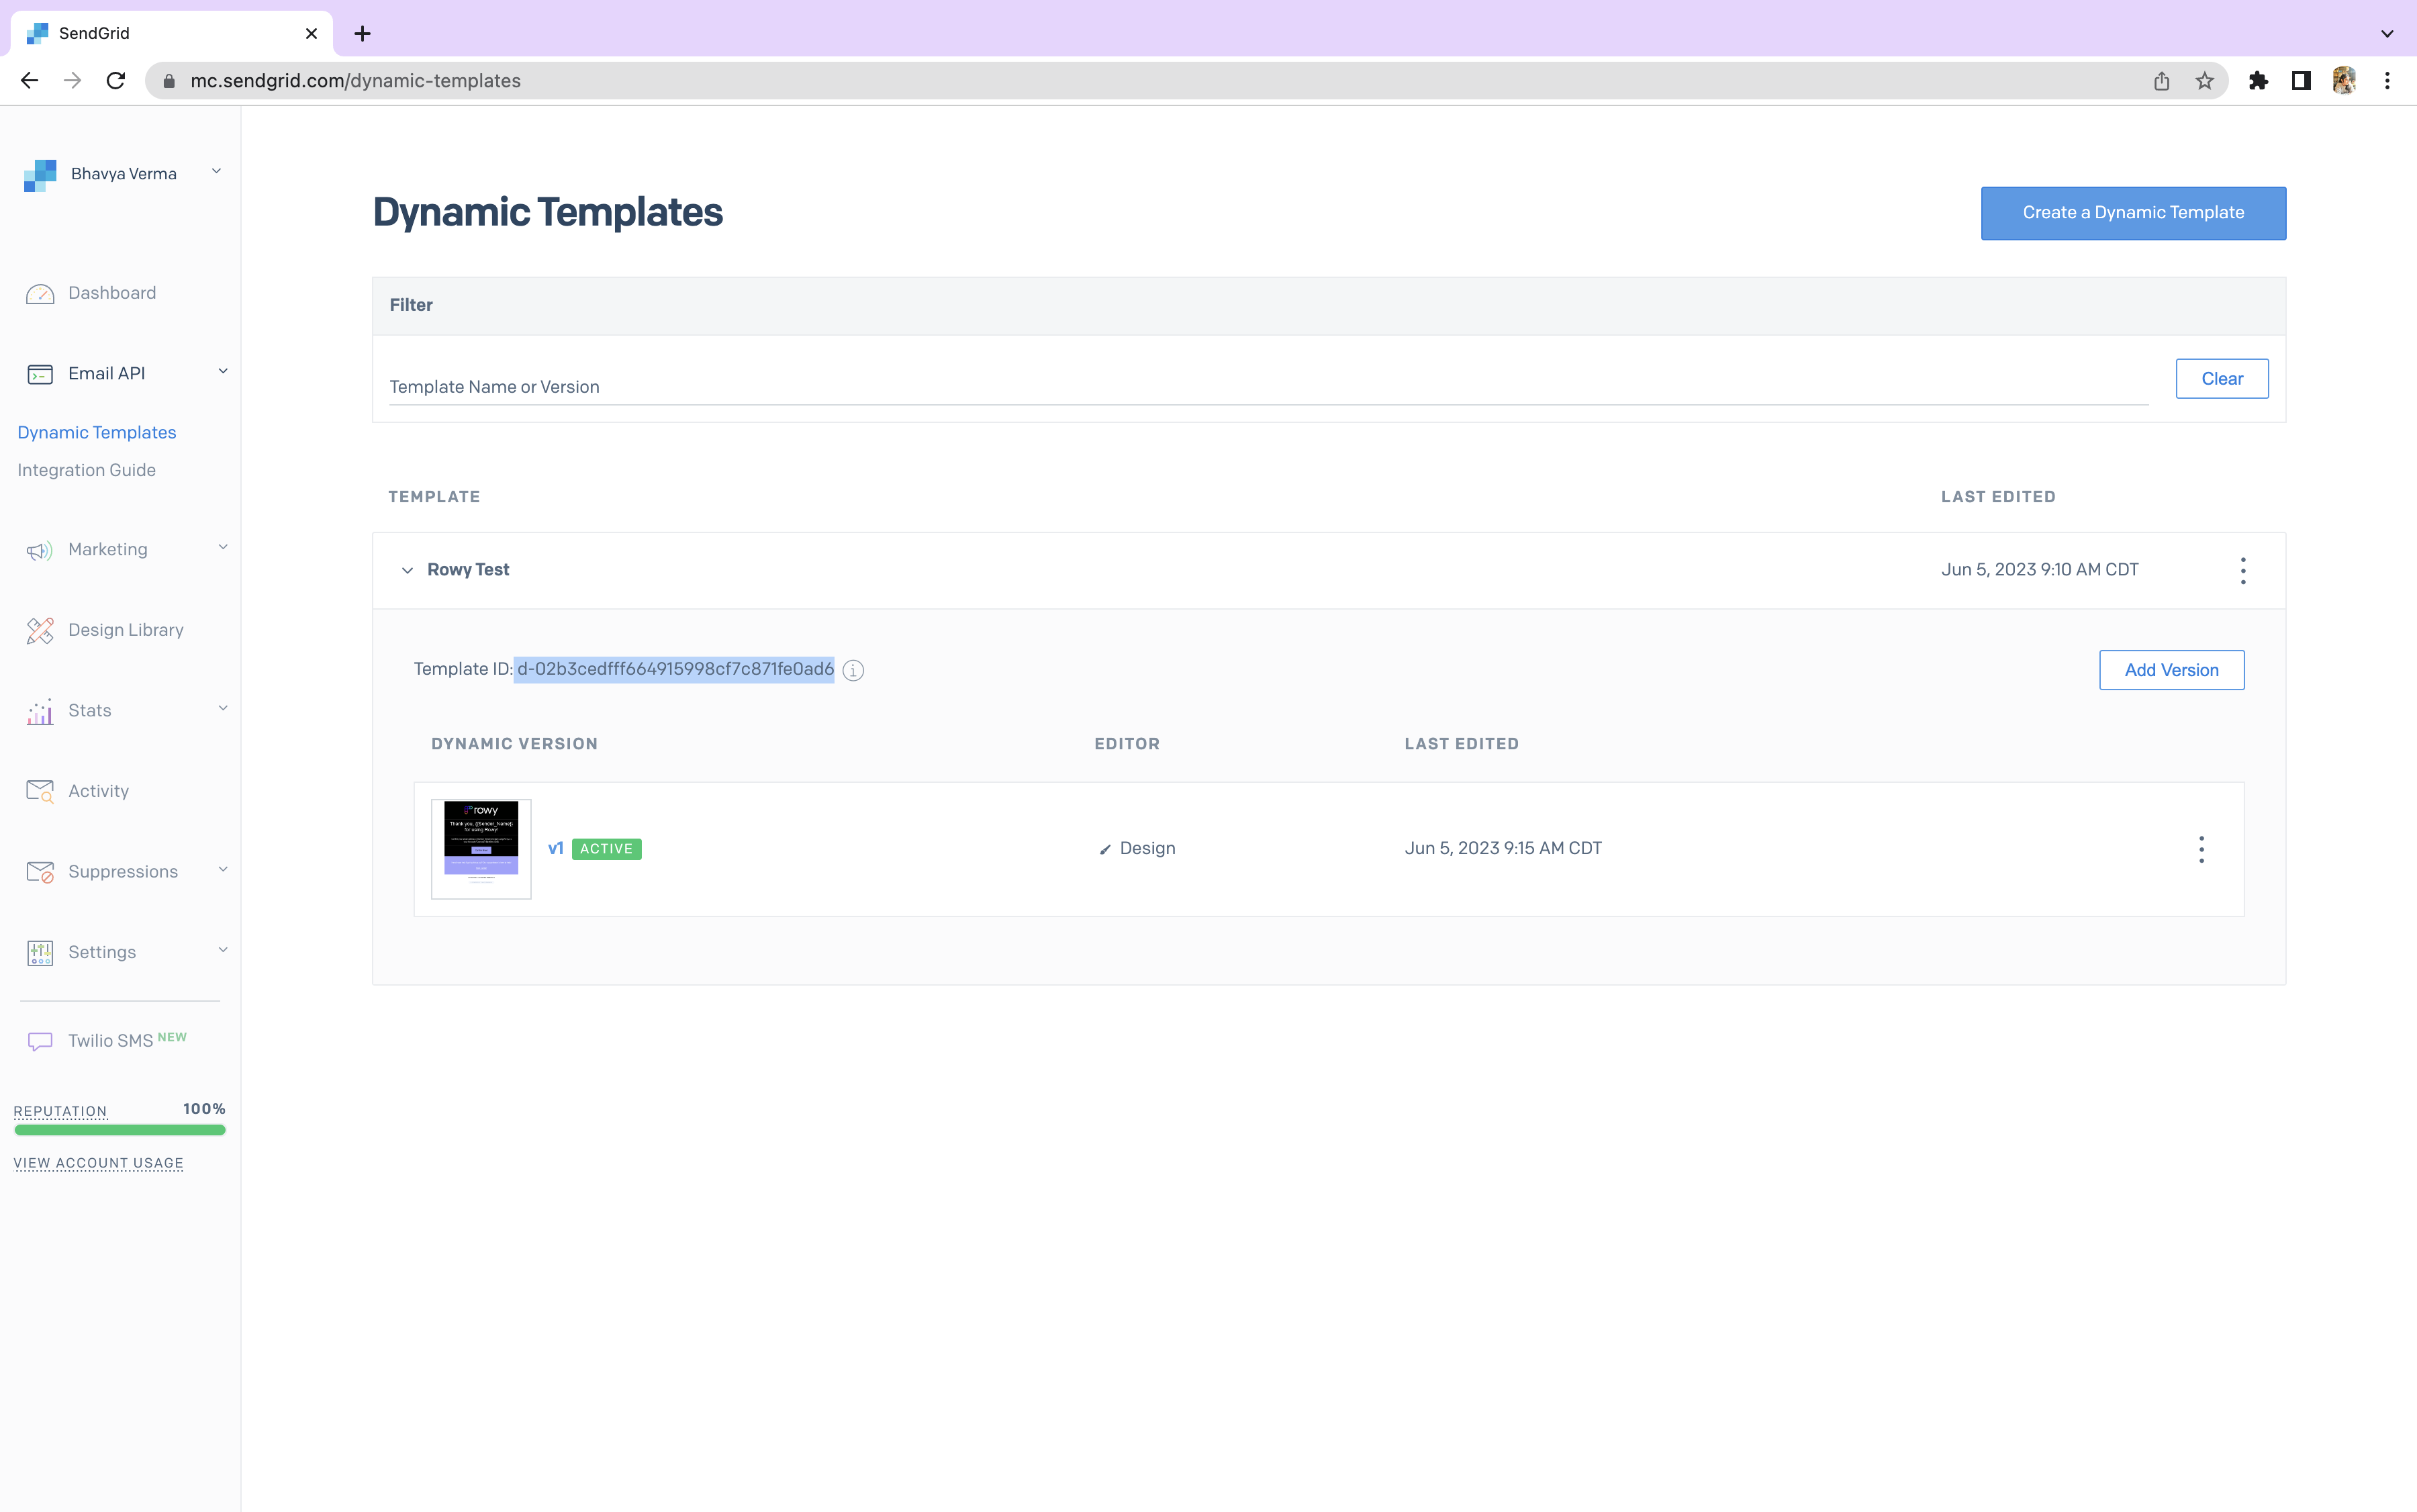 SendGrid
mc.sendgrid.com/dynamic-templates
Bhavya Verma
Dashboard
Email API
Dynamic Templates
Integration Guide
Marketing
Design Library
Stats
Activity
Suppressions
Settings
Twilio SMS NEW
REPUTATION 100%
VIEW ACCOUNT USAGE
Dynamic Templates
Create a Dynamic Template
Filter
Template Name or Version
Clear
TEMPLATE LAST EDITED
Rowy Test Jun 5, 2023 9:10 AM CDT
Template ID: d-02b3cedfff664915998cf7c871fe0ad6
Add Version
DYNAMIC VERSION EDITOR LAST EDITED
rowy
Thank you, {{Sender_Name}}
for using Rowy!
v1 ACTIVE Design Jun 5, 2023 9:15 AM CDT